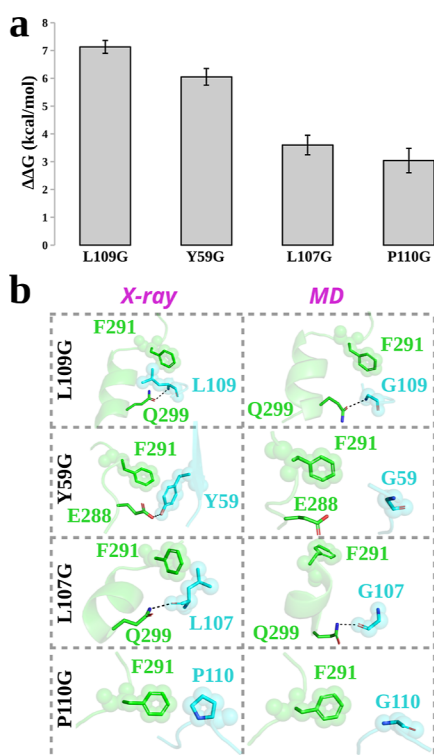 a
ΔΔG (kcal/mol)
8
7
6
5
4
3
2
1
0
L109G Y59G L107G P110G
b
X-ray MD
L109G
F291
L109
Q299
F291
G109
Q299
Y59G
F291
E288
Y59
F291
G59
E288
L107G
F291
L107
Q299
F291
G107
Q299
P110G
F291
P110
F291
G110